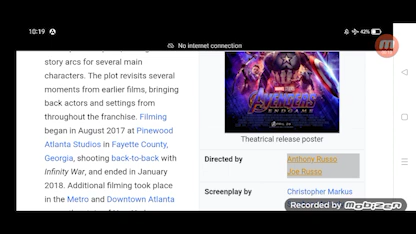 10:19
42%
No internet connection
story arcs for several main
characters. The plot revisits several
moments from earlier films, bringing
back actors and settings from
throughout the franchise. Filming
began in August 2017 at Pinewood
Atlanta Studios in Fayette County,
Georgia, shooting back-to-back with
Infinity War, and ended in January
2018. Additional filming took place
in the Metro and Downtown Atlanta
AVENGERS
ENDGAME
Theatrical release poster
Directed by
Anthony Russo
Joe Russo
Screenplay by
Christopher Markus
Recorded by MOBIZEN